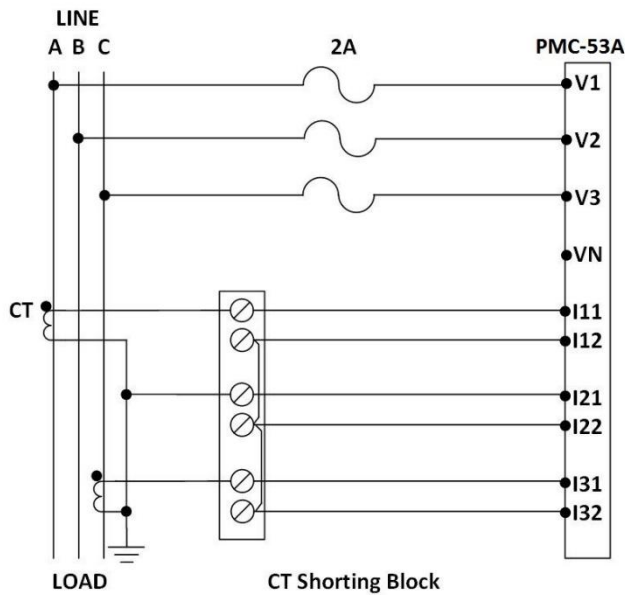 LINE
A B C
2A
PMC-53A
V1
V2
V3
VN
CT
I11
I12
I21
I22
I31
I32
LOAD
CT Shorting Block